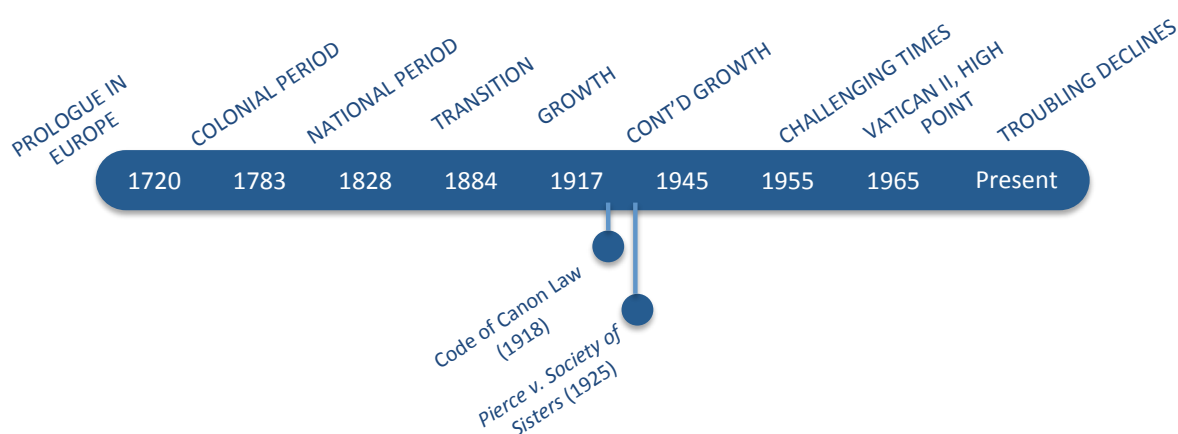 PROLOGUE IN
EUROPE
COLONIAL PERIOD
NATIONAL PERIOD
TRANSITION
GROWTH
CONT’D GROWTH
CHALLENGING TIMES
VATICAN II, HIGH
POINT
TROUBLING DECLINES
1720 1783 1828 1884 1917 1945 1955 1965 Present
Code of Canon Law
(1918)
Pierce v. Society of
Sisters (1925)